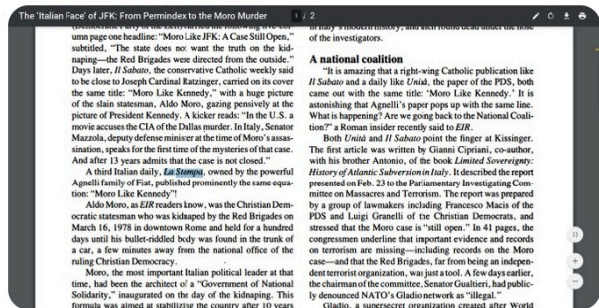 The 'Italian Face' of JFK: From Permindex to the Moro Murder
1 / 2
umn page one headline: "More Like JFK: A Case Still Open,"
subtitled, "The state does not want the truth on the kid-
naping—the Red Brigades were directed from the outside."
Days later, Il Sabato, the conservative Catholic weekly said
to be close to Joseph Cardinal Ratzinger, carried on its cover
the same title: "Moro Like Kennedy," with a huge picture
of the slain statesman, Aldo Moro, gazing pensively at the
picture of President Kennedy. A kicker reads: "In the U.S. a
movie accuses the CIA of the Dallas murder. In Italy, Senator
Mazzola, deputy defense minister at the time of Moro's assas-
sination, speaks for the first time of the mysteries of that case.
And after 13 years admits that the case is not closed."
A third Italian daily, La Stampa, owned by the powerful
Agnelli family of Fiat, published prominently the same equa-
tion: "Moro Like Kennedy"!
Aldo Moro, as EIR readers know, was the Christian Dem-
ocratic statesman who was kidnaped by the Red Brigades on
March 16, 1978 in downtown Rome and held for a hundred
days until his bullet-riddled body was found in the trunk of
a car, a few minutes away from the national office of the
ruling Christian Democracy.
Moro, the most important Italian political leader at that
time, had been the architect of a "Government of National
Solidarity," inaugurated on the day of the kidnaping. This
formula was aimed at stabilizing the country after 10 years
of the investigators.
A national coalition
"It is amazing that a right-wing Catholic publication like
Il Sabato and a daily like Unità, the paper of the PDS, both
came out with the same title: 'Moro Like Kennedy.' It is
astonishing that Agnelli's paper pops up with the same line.
What is happening? Are we going back to the National Coali-
tion?" a Roman insider recently said to EIR.
Both Unità and Il Sabato point the finger at Kissinger.
The first article was written by Gianni Cipriani, co-author,
with his brother Antonio, of the book Limited Sovereignty:
History of Atlantic Subversion in Italy. It described the report
presented on Feb. 23 to the Parliamentary Investigating Com-
mittee on Massacres and Terrorism. The report was prepared
by a group of lawmakers including Francesco Macis of the
PDS and Luigi Granelli of the Christian Democrats, and
stressed that the Moro case is "still open." In 41 pages, the
congressmen underline that important evidence and records
on terrorism are missing—including records on the Moro
case—and that the Red Brigades, far from being an indepen-
dent terrorist organization, was just a tool. A few days earlier,
the chairman of the committee, Senator Gualtieri, had public-
ly denounced NATO's Gladio network as "illegal."
Gladio, a supersecret organization created after World